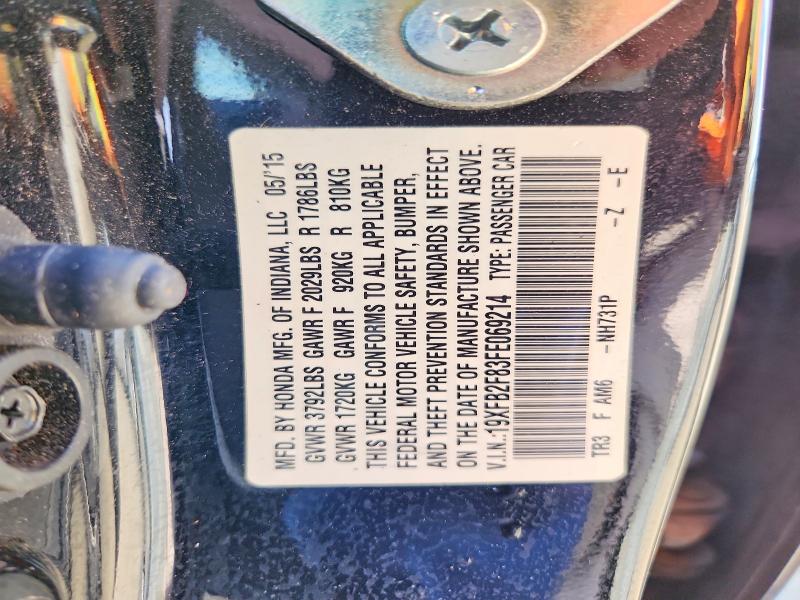 MFD. BY HONDA MFG. OF INDIANA, LLC 05/'15
GVWR 3792LBS GAWR F 2029LBS R 1786LBS
GVWR 1720KG GAWR F 920KG R 810KG
THIS VEHICLE CONFORMS TO ALL APPLICABLE
FEDERAL MOTOR VEHICLE SAFETY, BUMPER,
AND THEFT PREVENTION STANDARDS IN EFFECT
ON THE DATE OF MANUFACTURE SHOWN ABOVE.
V.I.N.:19XFB2F83FE069214 TYPE: PASSENGER CAR
TR3 F AM6 -NH731P -Z -E